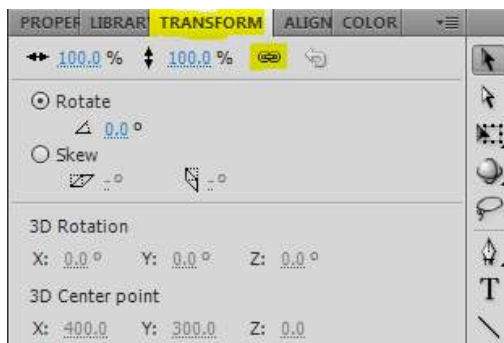 PROPER LIBRAR TRANSFORM ALIGN COLOR
100.0 % 100.0 %
Rotate
0.0 °
Skew
- ° - °
3D Rotation
X: 0.0 ° Y: 0.0 ° Z: 0.0 °
3D Center point
X: 400.0 Y: 300.0 Z: 0.0
T